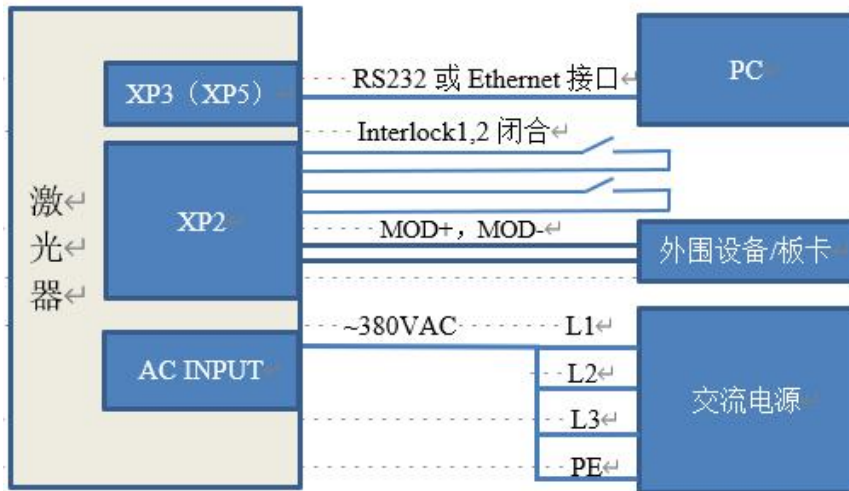 XP3（XP5）
RS232 或 Ethernet 接口
PC
Interlock1,2 闭合
激
光
器
XP2
MOD+，MOD-
外围设备/板卡
AC INPUT
~380VAC
L1
L2
L3
PE
交流电源